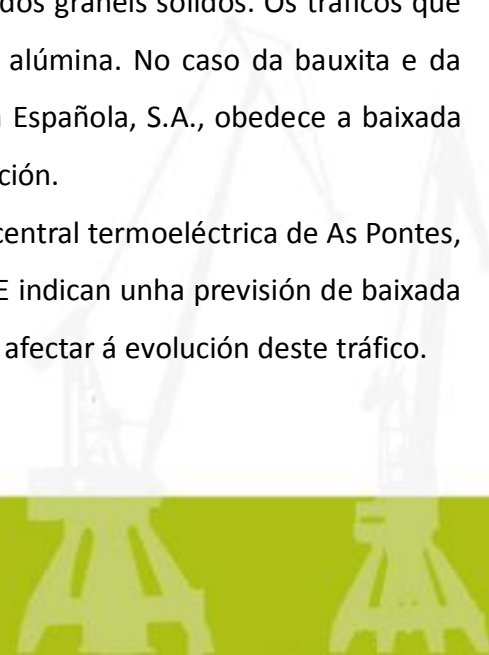 dos graneis sólidos. Os tráficos que
alúmina. No caso da bauxita e da
Española, S.A., obedece a baixada
ción.
central termoeléctrica de As Pontes,
E indican unha previsión de baixada
afectar á evolución deste tráfico.